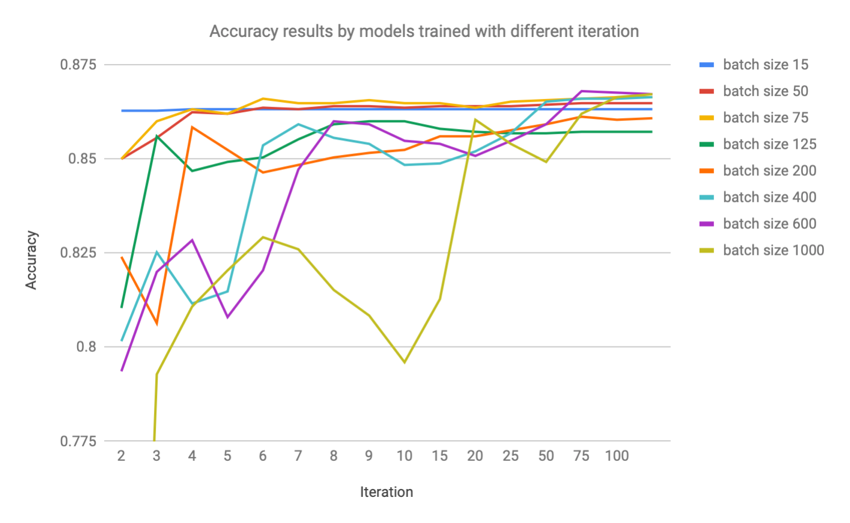 Accuracy results by models trained with different iteration
0.875
0.85
0.825
0.8
0.775
Accuracy
2 3 4 5 6 7 8 9 10 15 20 25 50 75 100
Iteration
batch size 15
batch size 50
batch size 75
batch size 125
batch size 200
batch size 400
batch size 600
batch size 1000